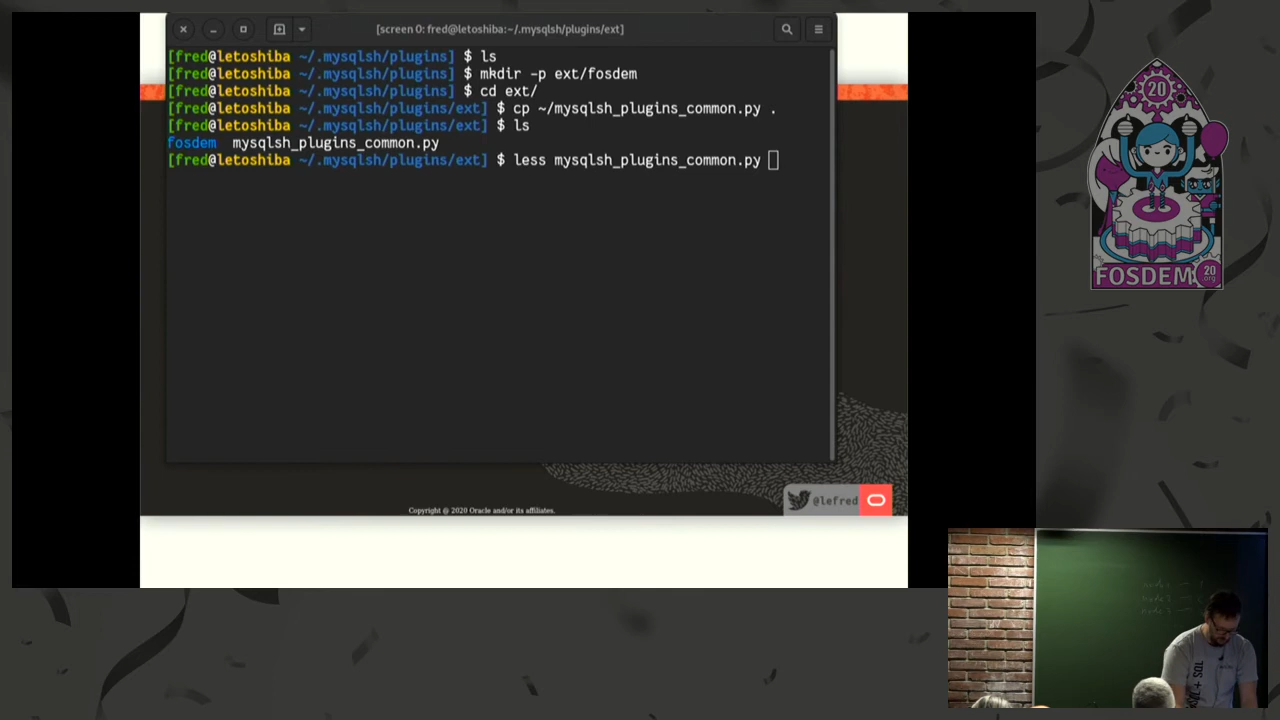 [screen 0: fred@letoshiba:~/.mysqlsh/plugins/ext]
[fred@letoshiba ~/.mysqlsh/plugins] $ ls
[fred@letoshiba ~/.mysqlsh/plugins] $ mkdir -p ext/fosdem
[fred@letoshiba ~/.mysqlsh/plugins] $ cd ext/
[fred@letoshiba ~/.mysqlsh/plugins/ext] $ cp ~/mysqlsh_plugins_common.py .
[fred@letoshiba ~/.mysqlsh/plugins/ext] $ ls
fosdem mysqlsh_plugins_common.py
[fred@letoshiba ~/.mysqlsh/plugins/ext] $ less mysqlsh_plugins_common.py
@lefred
Copyright @ 2020 Oracle and/or its affiliates.
20
FOSDEM
20
.org